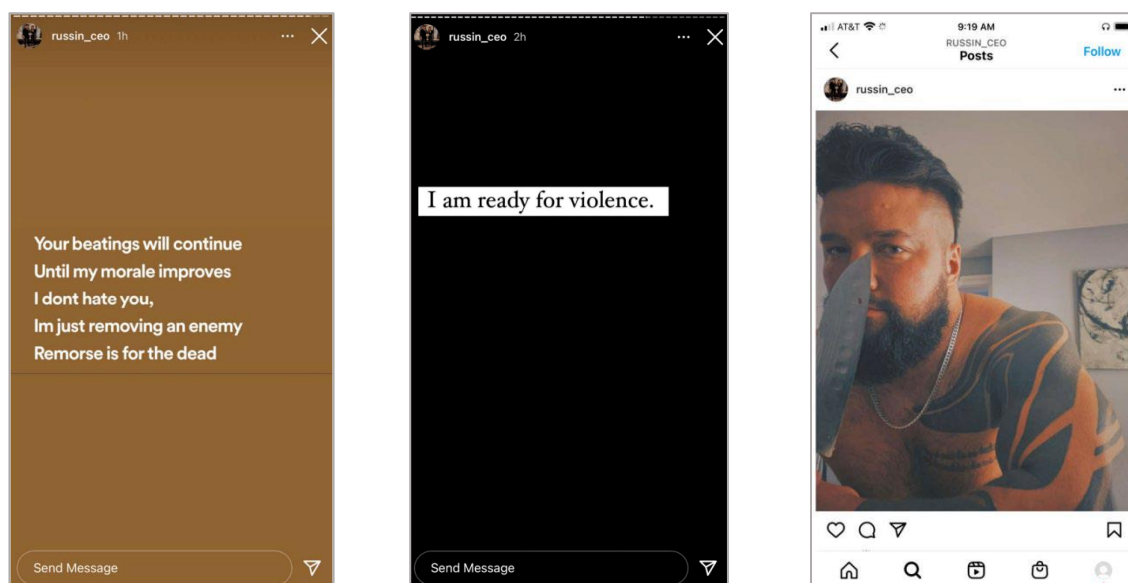 russin_ceo 1h
Your beatings will continue
Until my morale improves
I dont hate you,
Im just removing an enemy
Remorse is for the dead
Send Message
russin_ceo 2h
I am ready for violence.
Send Message
AT&T 9:19 AM
RUSSIN_CEO
Posts
Follow
russin_ceo